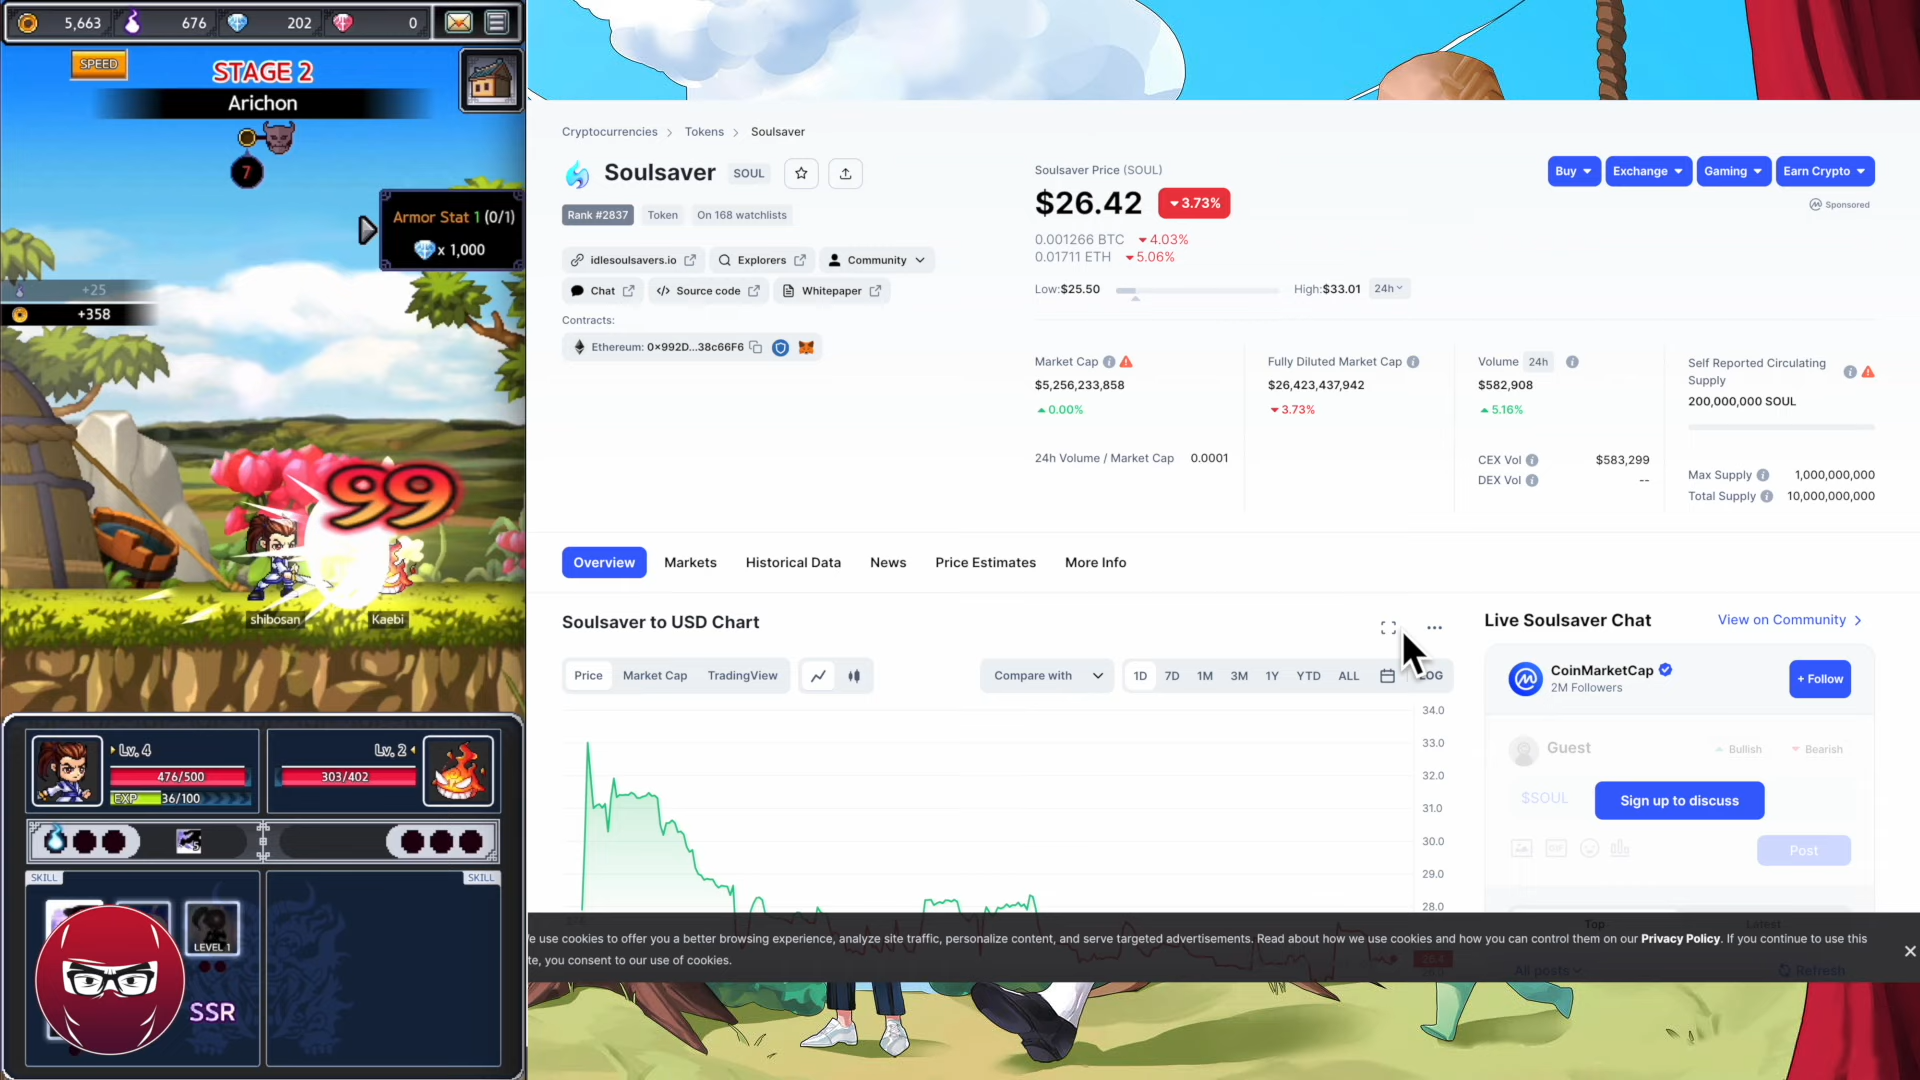 5,663
676
202
0
SPEED
STAGE 2
Arichon
7
Armor Stat 1 (0/1)
x 1,000
+25
+358
99
shibosan
Kaebi
Lv. 4
Lv. 2
476/500
303/402
EXP 36/100
SKILL
SKILL
LEVEL 1
SSR
Cryptocurrencies
Tokens
Soulsaver
Soulsaver
SOUL
Rank #2837
Token
On 168 watchlists
idlesoulsavers.io
Explorers
Community
Chat
Source code
Whitepaper
Contracts:
Ethereum: 0x992D...38c66F6
Soulsaver Price (SOUL)
$26.42
3.73%
0.001266 BTC 4.03%
0.01711 ETH 5.06%
Low:$25.50
High:$33.01
24h
Buy
Exchange
Gaming
Earn Crypto
Sponsored
Market Cap
$5,256,233,858
0.00%
24h Volume / Market Cap 0.0001
Fully Diluted Market Cap
$26,423,437,942
3.73%
Volume 24h
$582,908
5.16%
CEX Vol $583,299
DEX Vol --
Self Reported Circulating
Supply
200,000,000 SOUL
Max Supply 1,000,000,000
Total Supply 10,000,000,000
Overview
Markets
Historical Data
News
Price Estimates
More Info
Soulsaver to USD Chart
Price
Market Cap
TradingView
Compare with
1D
7D
1M
3M
1Y
YTD
ALL
LOG
34.0
33.0
32.0
31.0
30.0
29.0
28.0
Live Soulsaver Chat
View on Community
CoinMarketCap
2M Followers
+ Follow
Guest
Bullish
Bearish
$SOUL
Sign up to discuss
GIF
Post
Top
Latest
All posts
Refresh
e use cookies to offer you a better browsing experience, analyze site traffic, personalize content, and serve targeted advertisements. Read about how we use cookies and how you can control them on our Privacy Policy. If you continue to use this
te, you consent to our use of cookies.